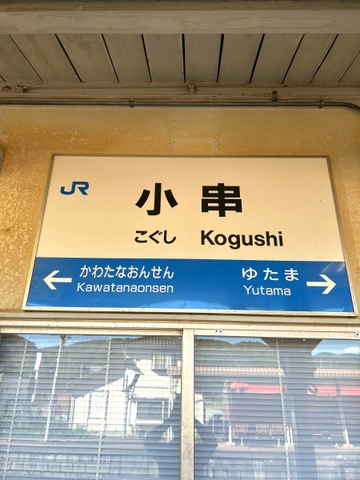 JR
小串
こぐし Kogushi
← かわたなおんせん ゆたま →
Kawatanaonsen Yutama